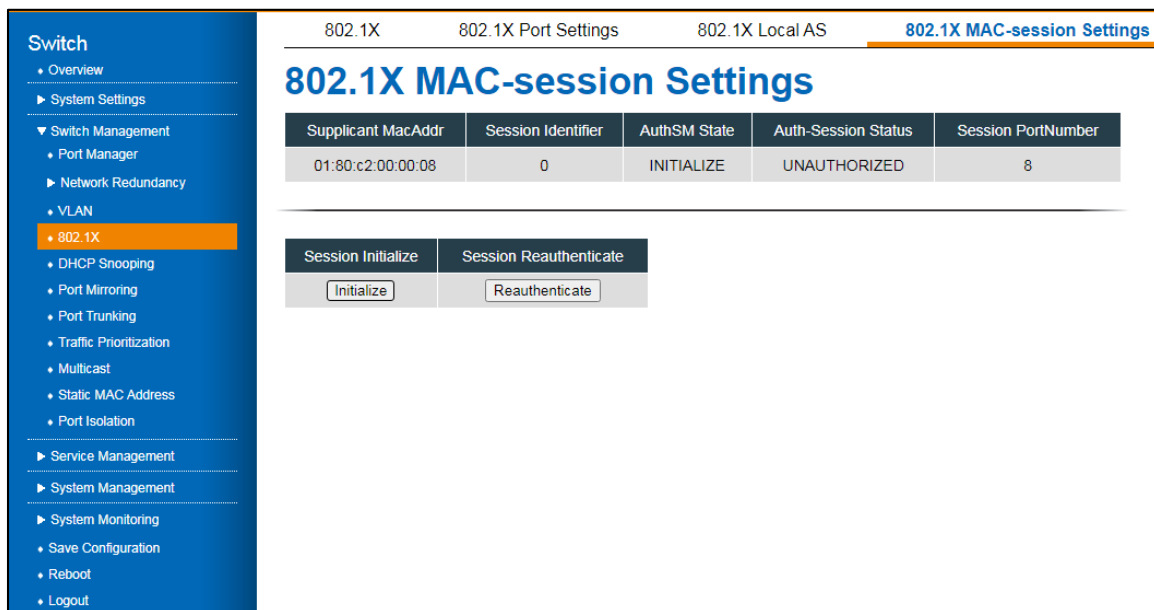 Switch
Overview
System Settings
Switch Management
Port Manager
Network Redundancy
VLAN
802.1X
DHCP Snooping
Port Mirroring
Port Trunking
Traffic Prioritization
Multicast
Static MAC Address
Port Isolation
Service Management
System Management
System Monitoring
Save Configuration
Reboot
Logout
802.1X 802.1X Port Settings 802.1X Local AS 802.1X MAC-session Settings
802.1X MAC-session Settings
Supplicant MacAddr Session Identifier AuthSM State Auth-Session Status Session PortNumber
01:80:c2:00:00:08 0 INITIALIZE UNAUTHORIZED 8
Session Initialize Session Reauthenticate
Initialize Reauthenticate